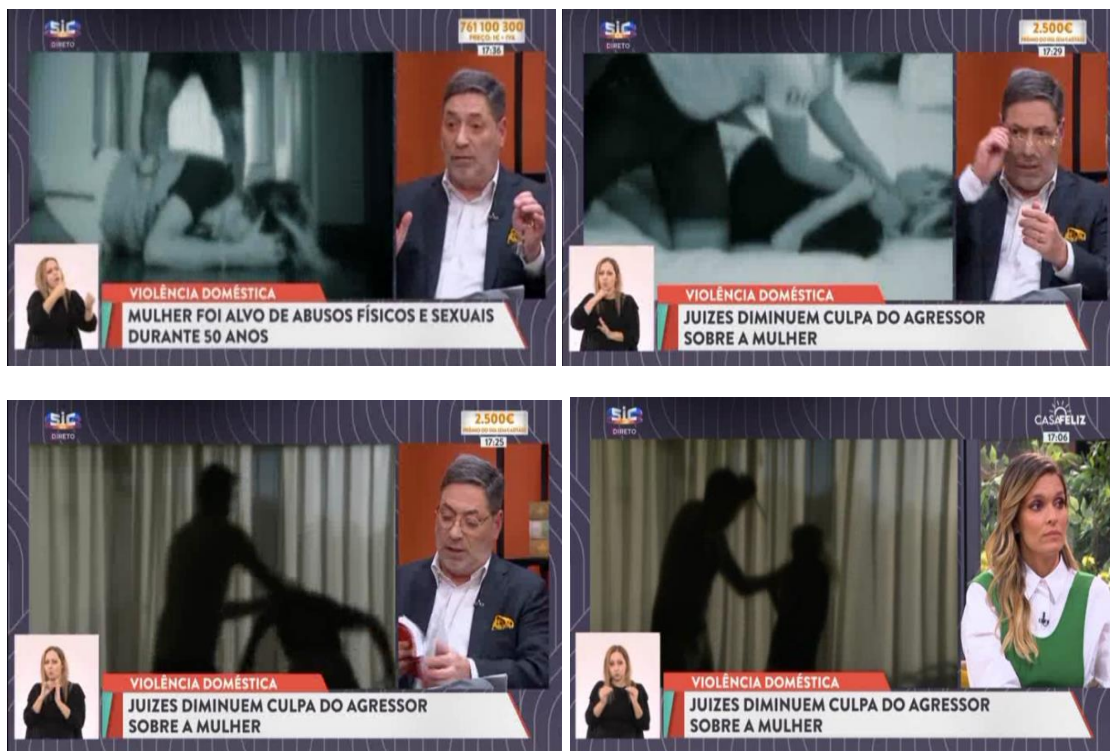 SIC
DIRETO
761 100 300
PREÇO: 1€ + IVA
17:36
VIOLÊNCIA DOMÉSTICA
MULHER FOI ALVO DE ABUSOS FÍSICOS E SEXUAIS
DURANTE 50 ANOS
SIC
DIRETO
2.500€
17:29
VIOLÊNCIA DOMÉSTICA
JUIZES DIMINUEM CULPA DO AGRESSOR
SOBRE A MULHER
SIC
DIRETO
2.500€
17:25
VIOLÊNCIA DOMÉSTICA
JUIZES DIMINUEM CULPA DO AGRESSOR
SOBRE A MULHER
SIC
DIRETO
CASA FELIZ
17:06
VIOLÊNCIA DOMÉSTICA
JUIZES DIMINUEM CULPA DO AGRESSOR
SOBRE A MULHER